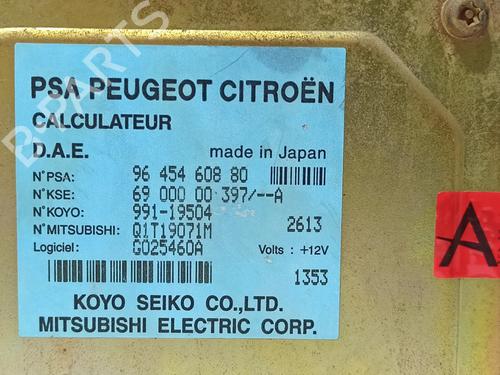 B-PARTS
PSA PEUGEOT CITROËN
CALCULATEUR
D.A.E. made in Japan
N°PSA: 96 454 608 80
N°KSE: 69 000 00 397/--A
N°KOYO: 991-19504
N°MITSUBISHI: Q1T19071M 2613
Logiciel: G025460A Volts : +12V
1353
KOYO SEIKO CO.,LTD.
MITSUBISHI ELECTRIC CORP.
A